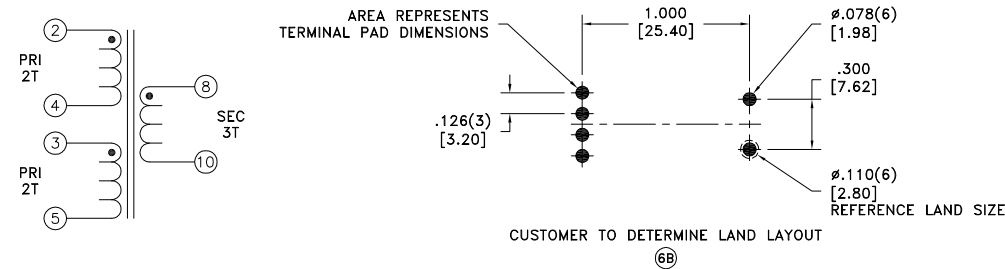 2
PRI
2T
4
3
PRI
2T
5
8
SEC
3T
10
AREA REPRESENTS
TERMINAL PAD DIMENSIONS
1.000
[25.40]
ø.078(6)
[1.98]
.300
[7.62]
.126(3)
[3.20]
ø.110(6)
[2.80]
REFERENCE LAND SIZE
CUSTOMER TO DETERMINE LAND LAYOUT
6B